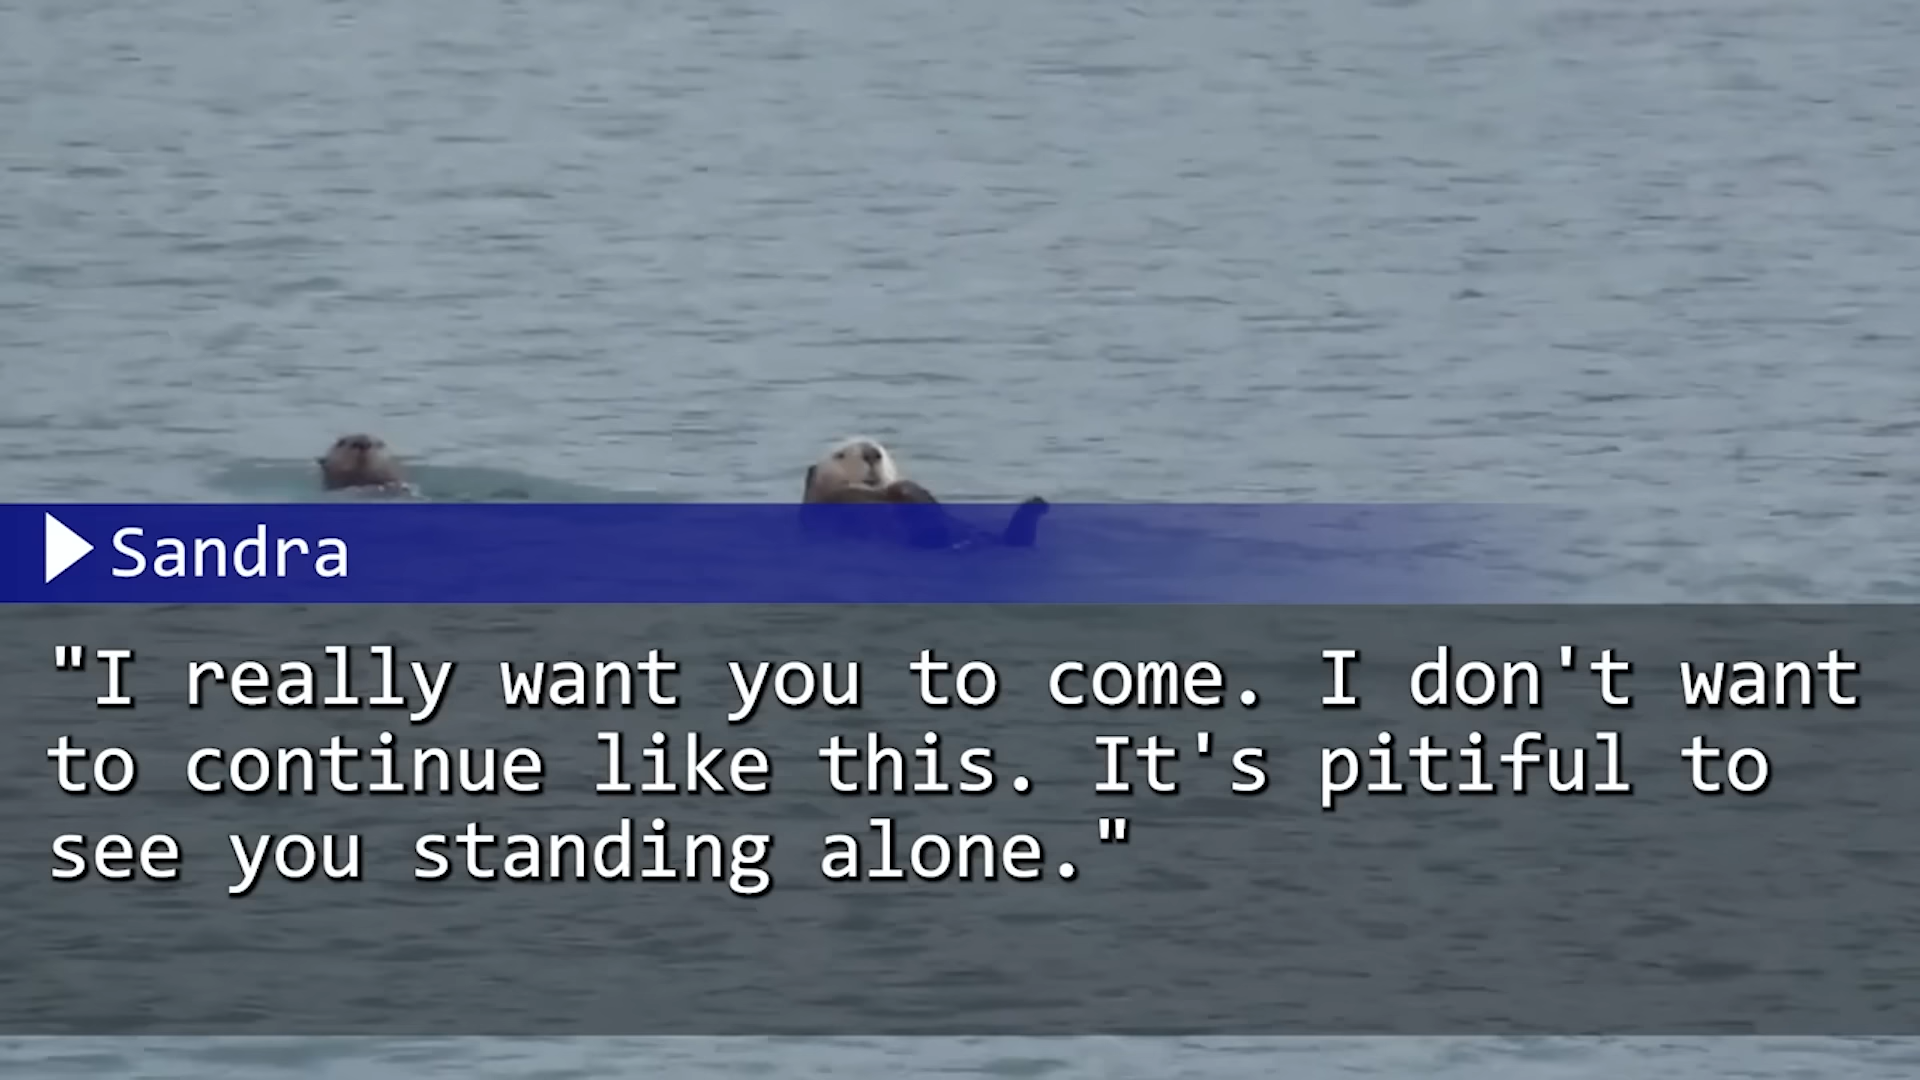 Sandra
"I really want you to come. I don't want
to continue like this. It's pitiful to
see you standing alone."